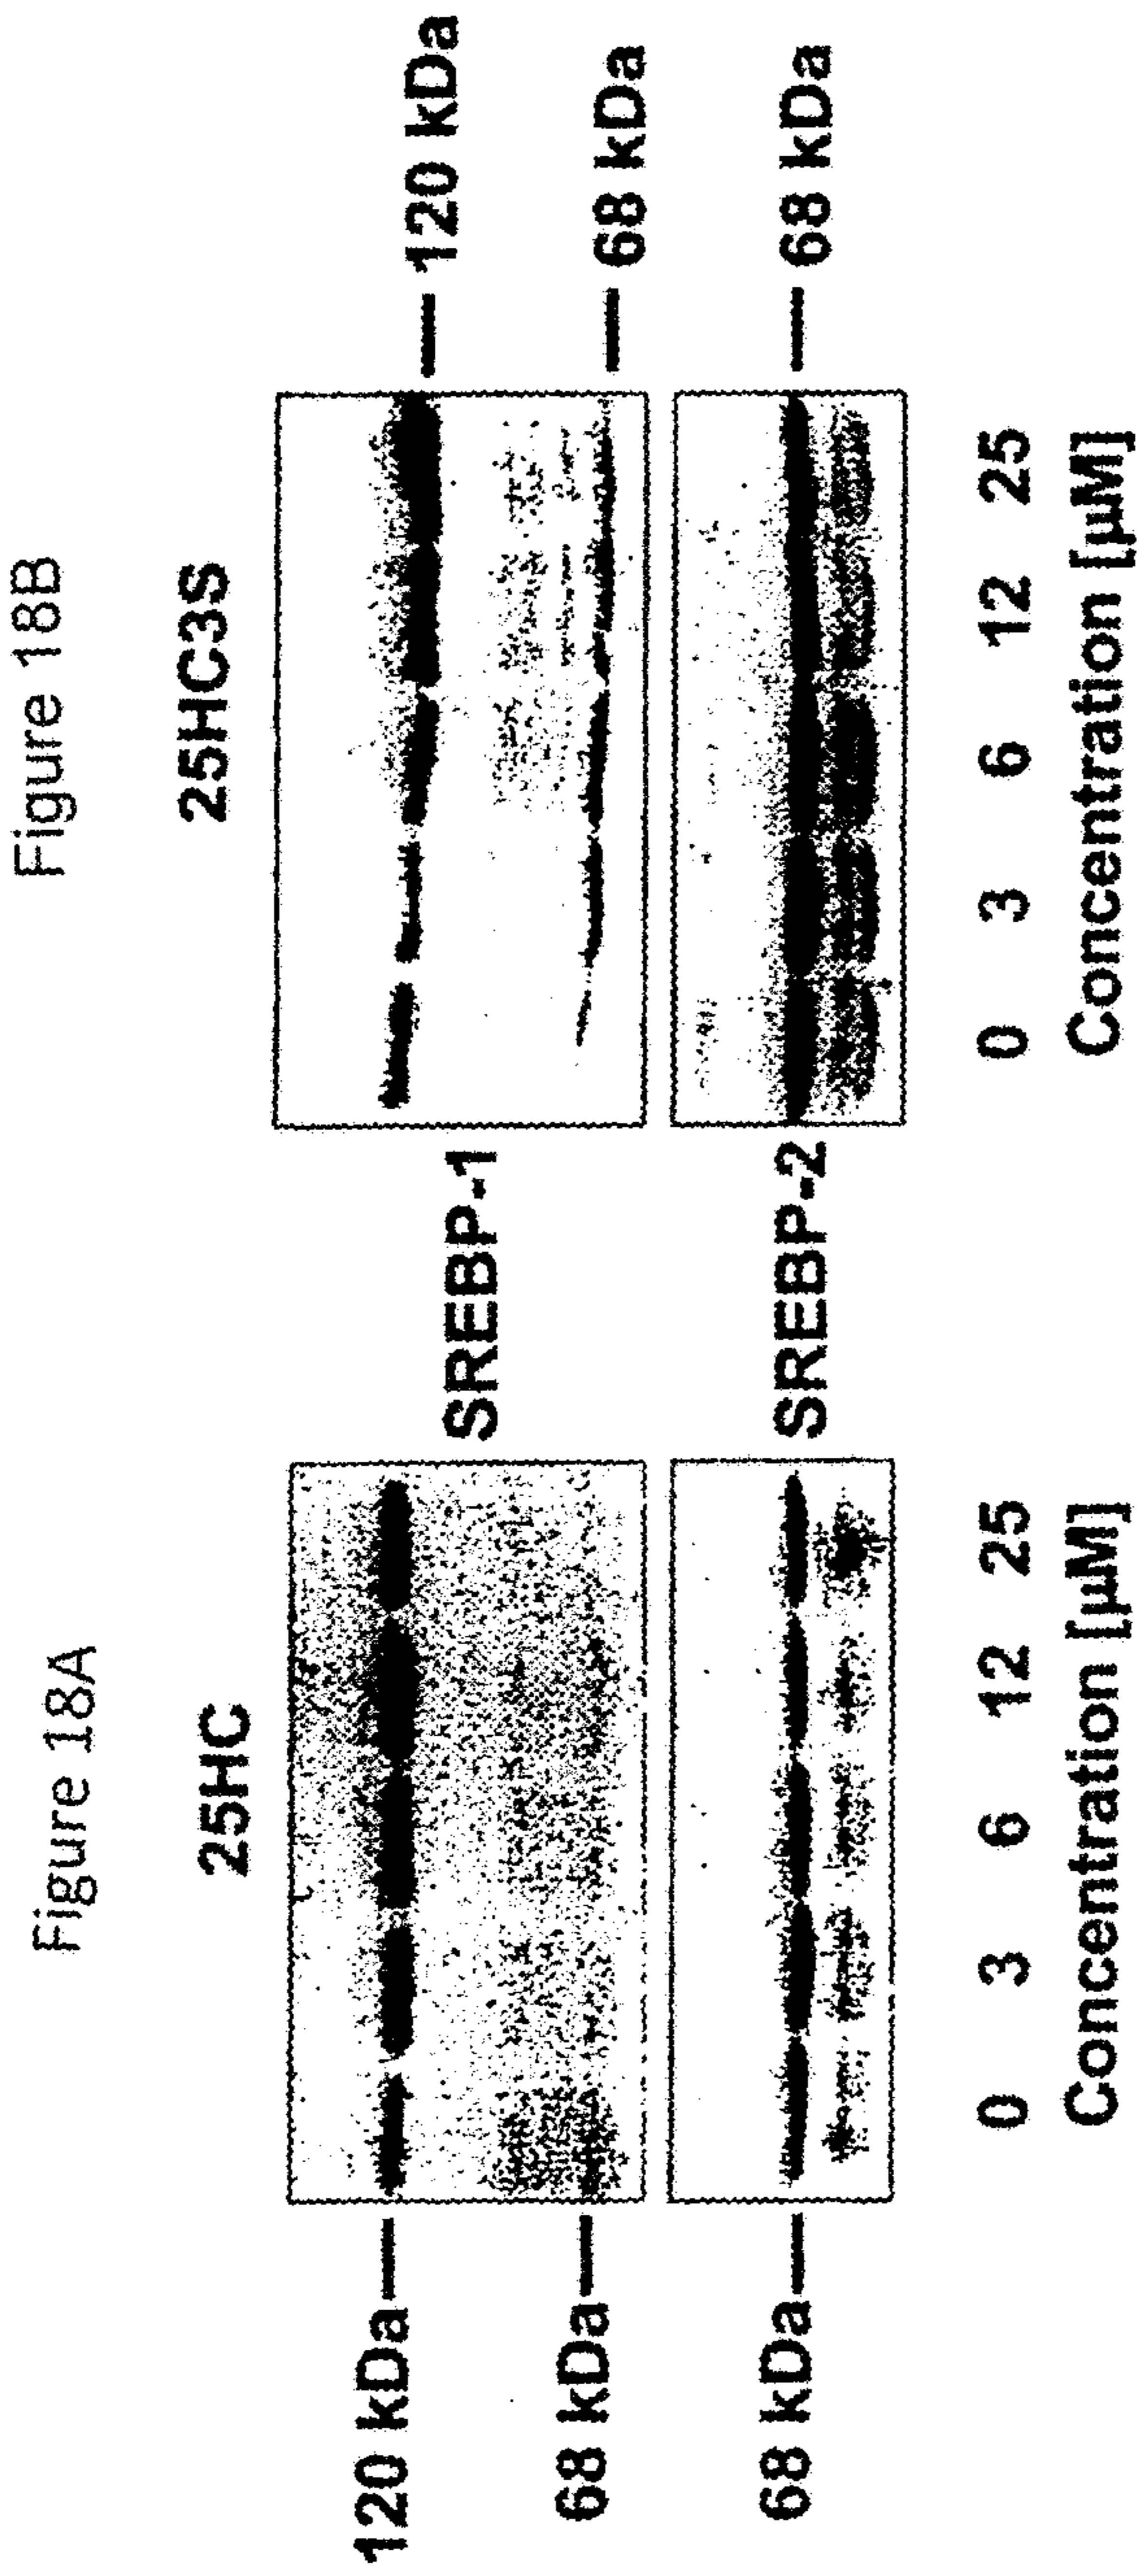 Figure 18A
25HC
120 kDa
68 kDa
68 kDa
0 3 6 12 25
Concentration [µM]
SREBP-1
SREBP-2
Figure 18B
25HC3S
120 kDa
68 kDa
68 kDa
0 3 6 12 25
Concentration [µM]